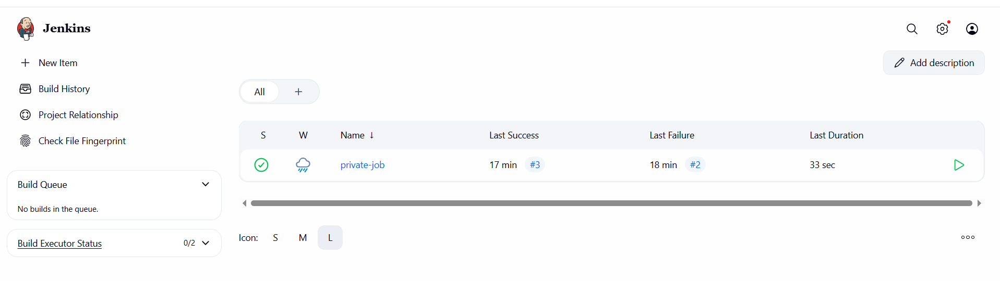 Jenkins
New Item
Add description
Build History
All
Project Relationship
Check File Fingerprint
S W Name ↓ Last Success Last Failure Last Duration
private-job 17 min #3 18 min #2 33 sec
Build Queue
No builds in the queue.
Build Executor Status 0/2
Icon: S M L